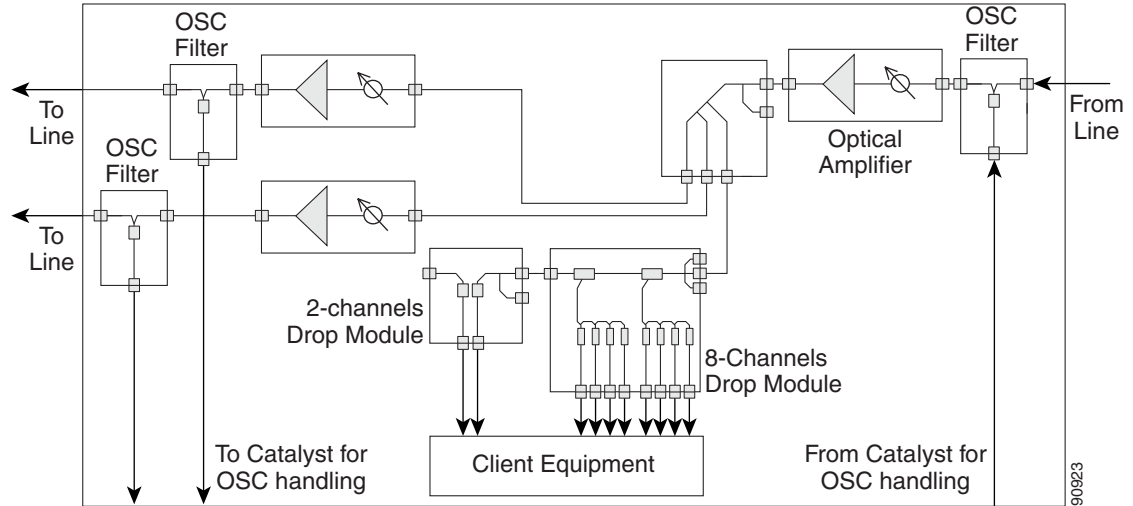 OSC
Filter
OSC
Filter
To
Line
From
Line
Optical
Amplifier
OSC
Filter
To
Line
2-channels
Drop Module
8-Channels
Drop Module
To Catalyst for
OSC handling
Client Equipment
From Catalyst for
OSC handling
90923